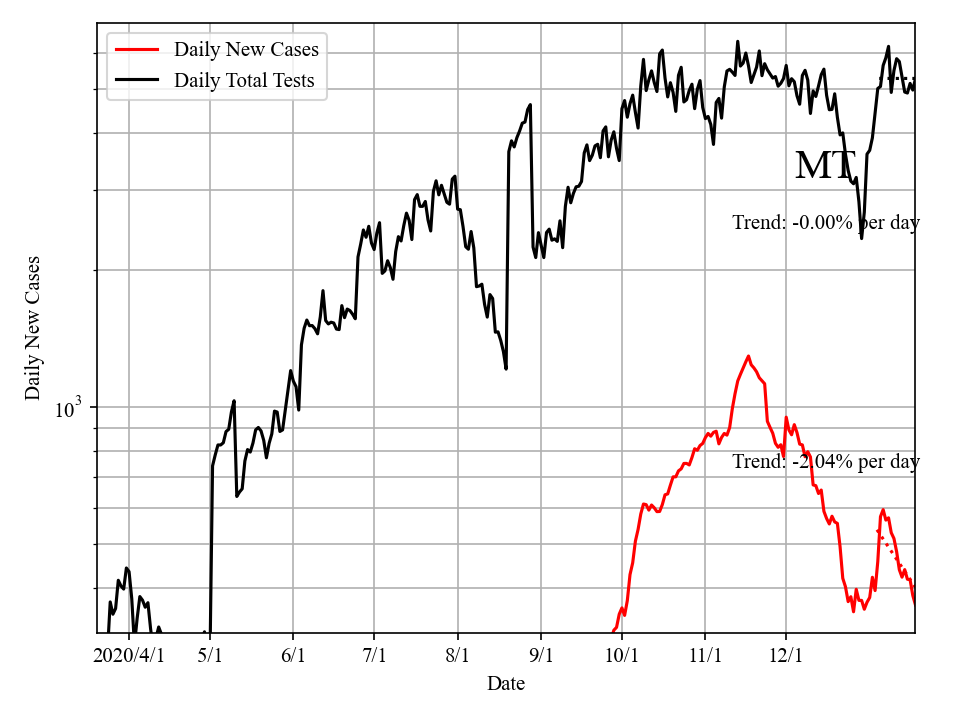 Daily New Cases
Daily Total Tests
MT
Trend: -0.00% per day
Trend: -2.04% per day
Daily New Cases
10^3
2020/4/1 5/1 6/1 7/1 8/1 9/1 10/1 11/1 12/1
Date